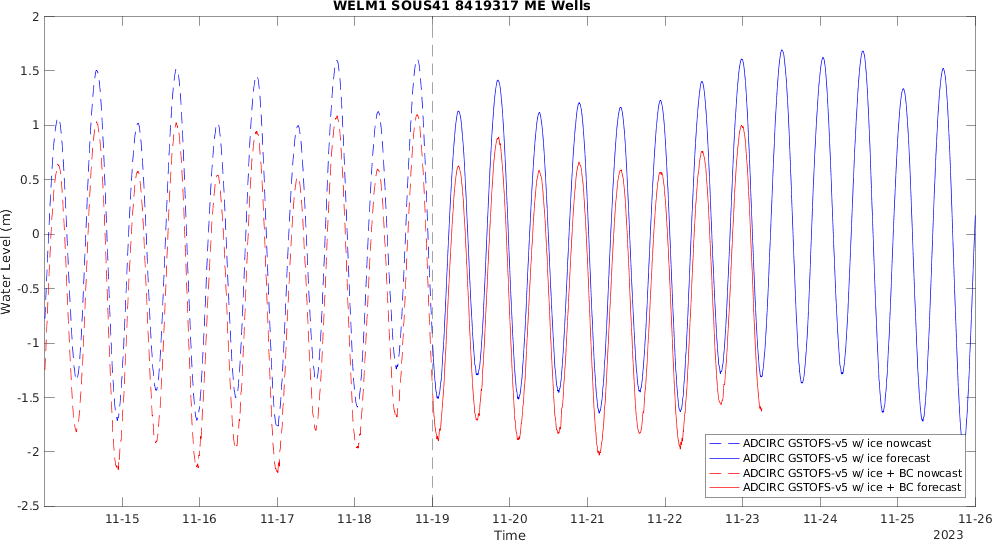 WELM1 SOUS41 8419317 ME Wells
2
1.5
1
0.5
0
-0.5
-1
-1.5
-2
-2.5
Water Level (m)
ADCIRC GSTOFS-v5 w/ ice nowcast
ADCIRC GSTOFS-v5 w/ ice forecast
ADCIRC GSTOFS-v5 w/ ice + BC nowcast
ADCIRC GSTOFS-v5 w/ ice + BC forecast
11-15 11-16 11-17 11-18 11-19 11-20 11-21 11-22 11-23 11-24 11-25 11-26
Time
2023